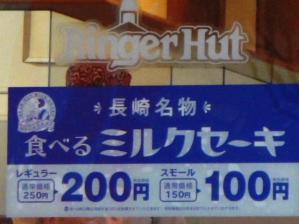 Ringer Hut
長崎名物
食べるミルクセーキ
レギュラー 通常価格 250円 200円
スモール 通常価格 150円 100円